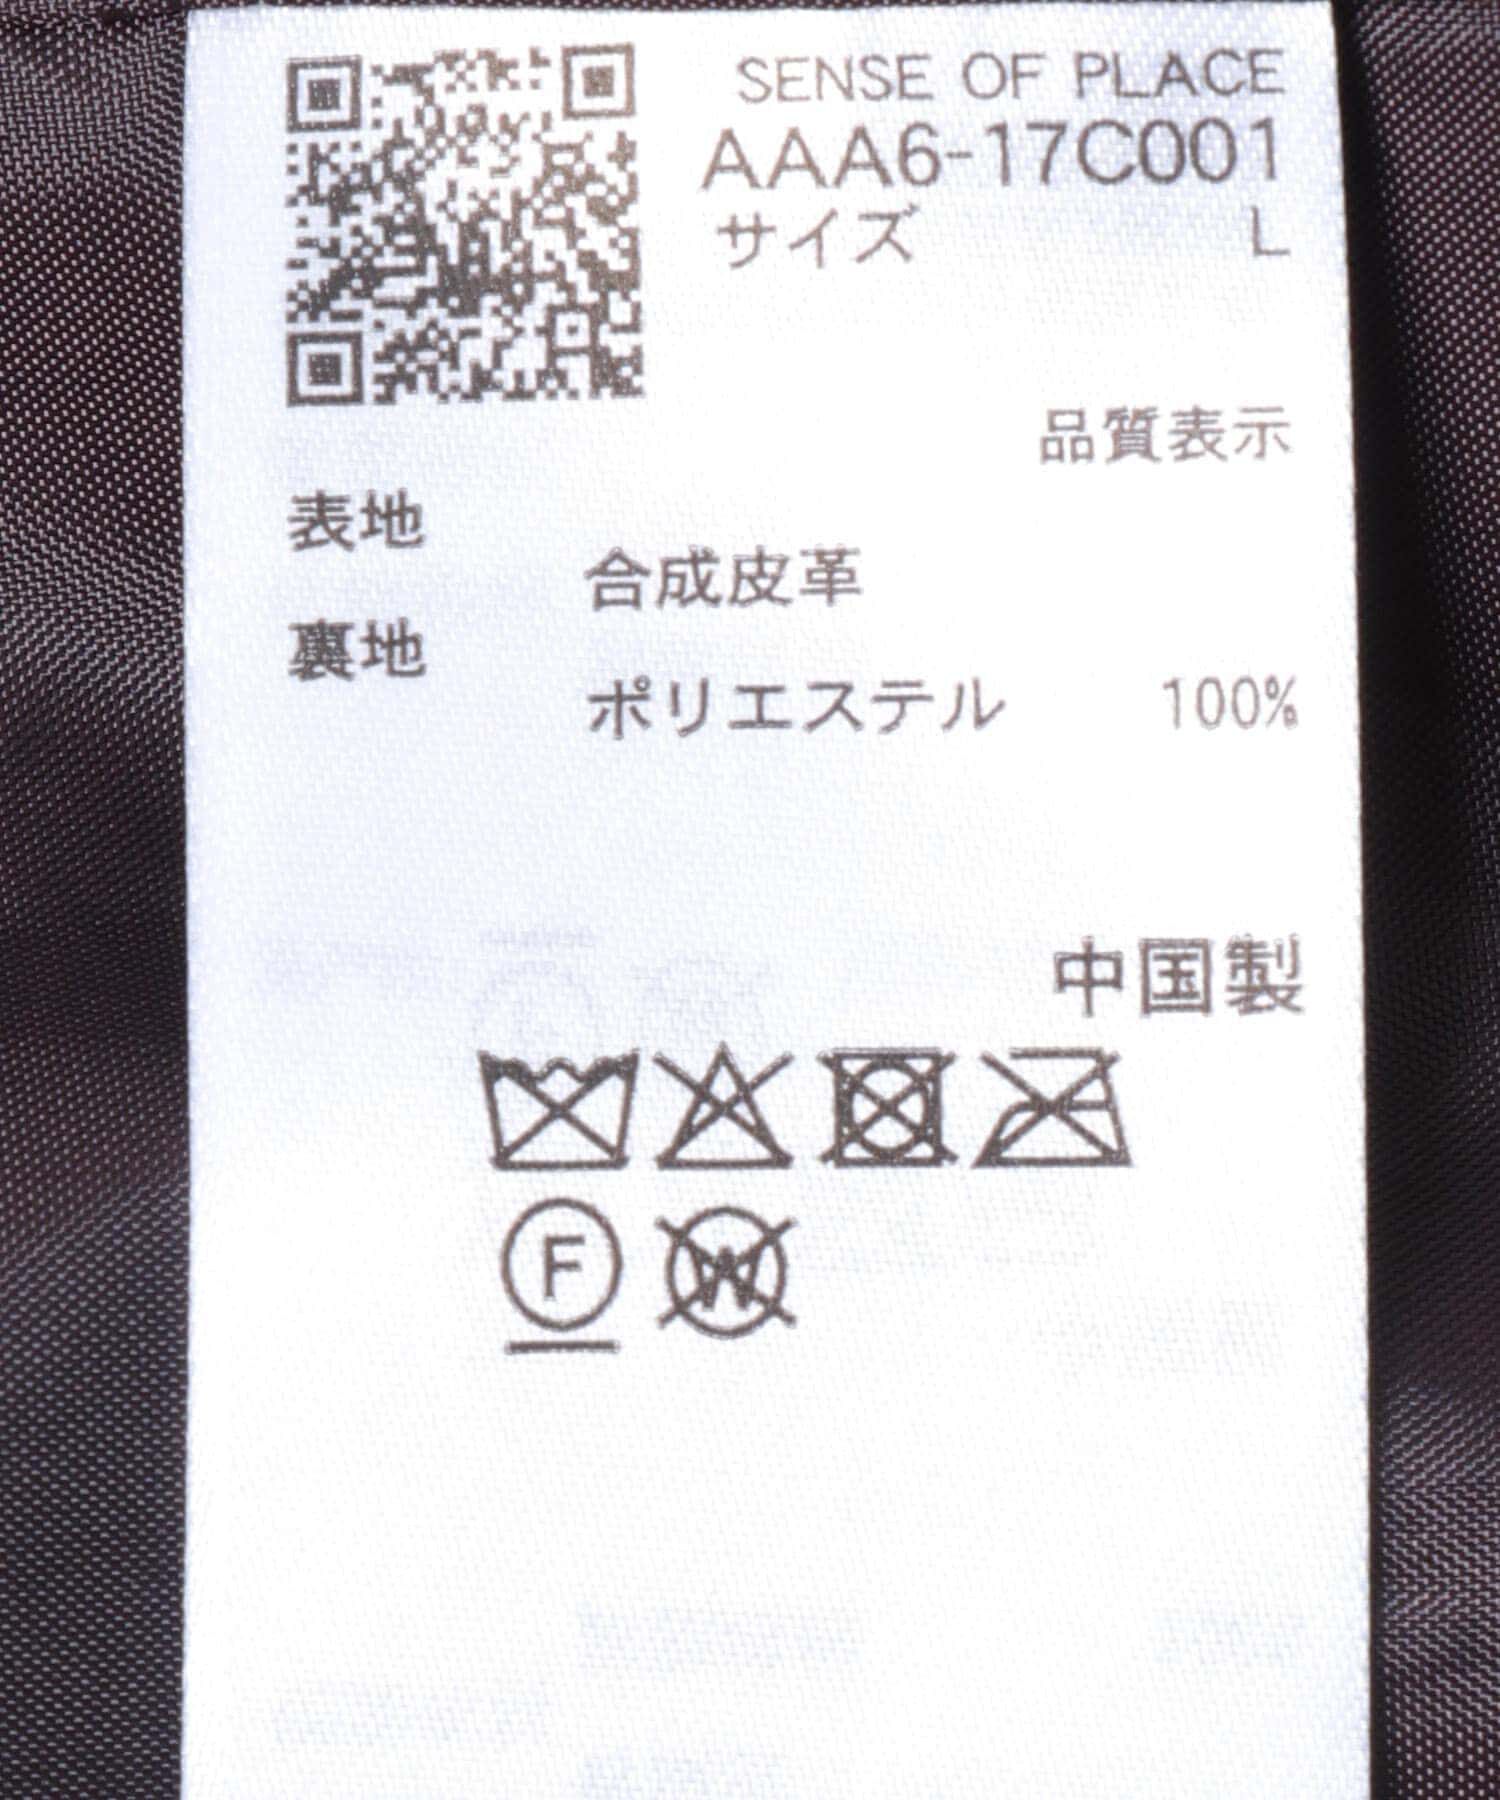 SENSE OF PLACE
AAA6-17C001
サイズ L
品質表示
表地
合成皮革
裏地
ポリエステル 100%
中国製
F W